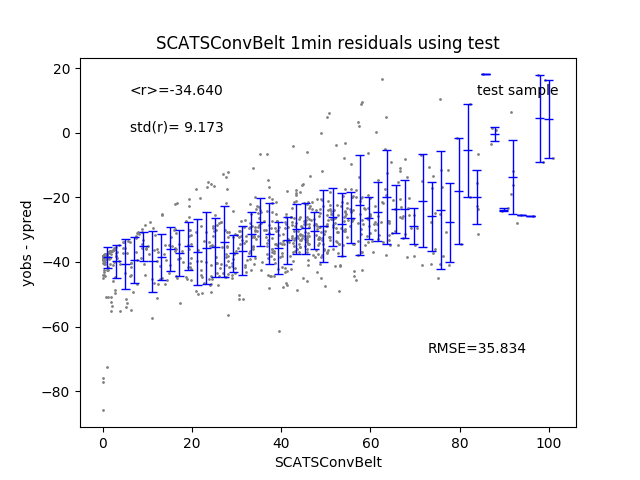 SCATSConvBelt 1min residuals using test
<r>=-34.640
test sample
std(r)= 9.173
RMSE=35.834
yobs - ypred
20
0
−20
−40
−60
−80
0 20 40 60 80 100
SCATSConvBelt